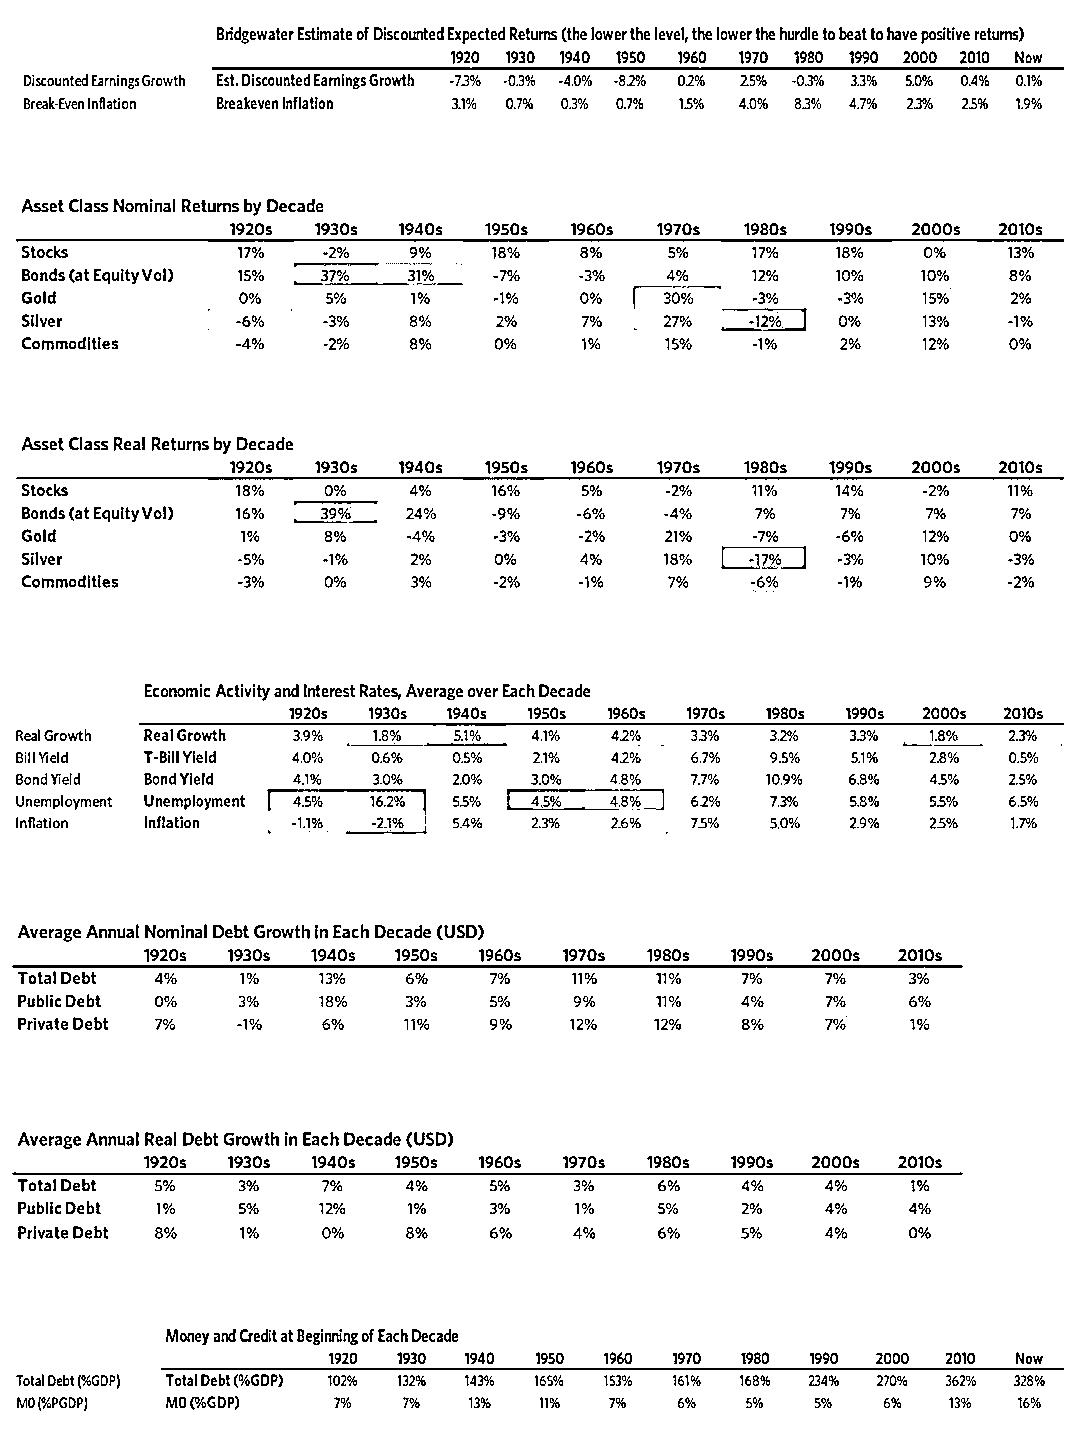 Bridgewater Estimate of Discounted Expected Returns (the lower the level, the lower the hurdle to beat to have positive returns)
1920 1930 1940 1950 1960 1970 1980 1990 2000 2010 Now
Discounted Earnings Growth Est. Discounted Earnings Growth -7.3% -0.3% -4.0% -8.2% 0.2% 2.5% -0.3% 3.3% 5.0% 0.4% 0.1%
Break-Even Inflation Breakeven Inflation 3.1% 0.7% 0.3% 0.7% 1.5% 4.0% 8.3% 4.7% 2.3% 2.5% 1.9%
Asset Class Nominal Returns by Decade
1920s 1930s 1940s 1950s 1960s 1970s 1980s 1990s 2000s 2010s
Stocks 17% -2% 9% 18% 8% 5% 17% 18% 0% 13%
Bonds (at Equity Vol) 15% 37% 31% -7% -3% 4% 12% 10% 10% 8%
Gold 0% 5% 1% -1% 0% 30% -3% -3% 15% 2%
Silver -6% -3% 8% 2% 7% 27% -12% 0% 13% -1%
Commodities -4% -2% 8% 0% 1% 15% -1% 2% 12% 0%
Asset Class Real Returns by Decade
1920s 1930s 1940s 1950s 1960s 1970s 1980s 1990s 2000s 2010s
Stocks 18% 0% 4% 16% 5% -2% 11% 14% -2% 11%
Bonds (at Equity Vol) 16% 39% 24% -9% -6% -4% 7% 7% 7% 7%
Gold 1% 8% -4% -3% -2% 21% -7% -6% 12% 0%
Silver -5% -1% 2% 0% 4% 18% -17% -3% 10% -3%
Commodities -3% 0% 3% -2% -1% 7% -6% -1% 9% -2%
Economic Activity and Interest Rates, Average over Each Decade
1920s 1930s 1940s 1950s 1960s 1970s 1980s 1990s 2000s 2010s
Real Growth Real Growth 3.9% 1.8% 5.1% 4.1% 4.2% 3.3% 3.2% 3.3% 1.8% 2.3%
Bill Yield T-Bill Yield 4.0% 0.6% 0.5% 2.1% 4.2% 6.7% 9.5% 5.1% 2.8% 0.5%
Bond Yield Bond Yield 4.1% 3.0% 2.0% 3.0% 4.8% 7.7% 10.9% 6.8% 4.5% 2.5%
Unemployment Unemployment 4.5% 16.2% 5.5% 4.5% 4.8% 6.2% 7.3% 5.8% 5.5% 6.5%
Inflation Inflation -1.1% -2.1% 5.4% 2.3% 2.6% 7.5% 5.0% 2.9% 2.5% 1.7%
Average Annual Nominal Debt Growth in Each Decade (USD)
1920s 1930s 1940s 1950s 1960s 1970s 1980s 1990s 2000s 2010s
Total Debt 4% 1% 13% 6% 7% 11% 11% 7% 7% 3%
Public Debt 0% 3% 18% 3% 5% 9% 11% 4% 7% 6%
Private Debt 7% -1% 6% 11% 9% 12% 12% 8% 7% 1%
Average Annual Real Debt Growth in Each Decade (USD)
1920s 1930s 1940s 1950s 1960s 1970s 1980s 1990s 2000s 2010s
Total Debt 5% 3% 7% 4% 5% 3% 6% 4% 4% 1%
Public Debt 1% 5% 12% 1% 3% 1% 5% 2% 4% 4%
Private Debt 8% 1% 0% 8% 6% 4% 6% 5% 4% 0%
Money and Credit at Beginning of Each Decade
1920 1930 1940 1950 1960 1970 1980 1990 2000 2010 Now
Total Debt (%GDP) Total Debt (%GDP) 102% 132% 143% 165% 153% 161% 168% 234% 270% 362% 328%
M0 (%PGDP) M0 (%GDP) 7% 7% 13% 11% 7% 6% 5% 5% 6% 13% 16%